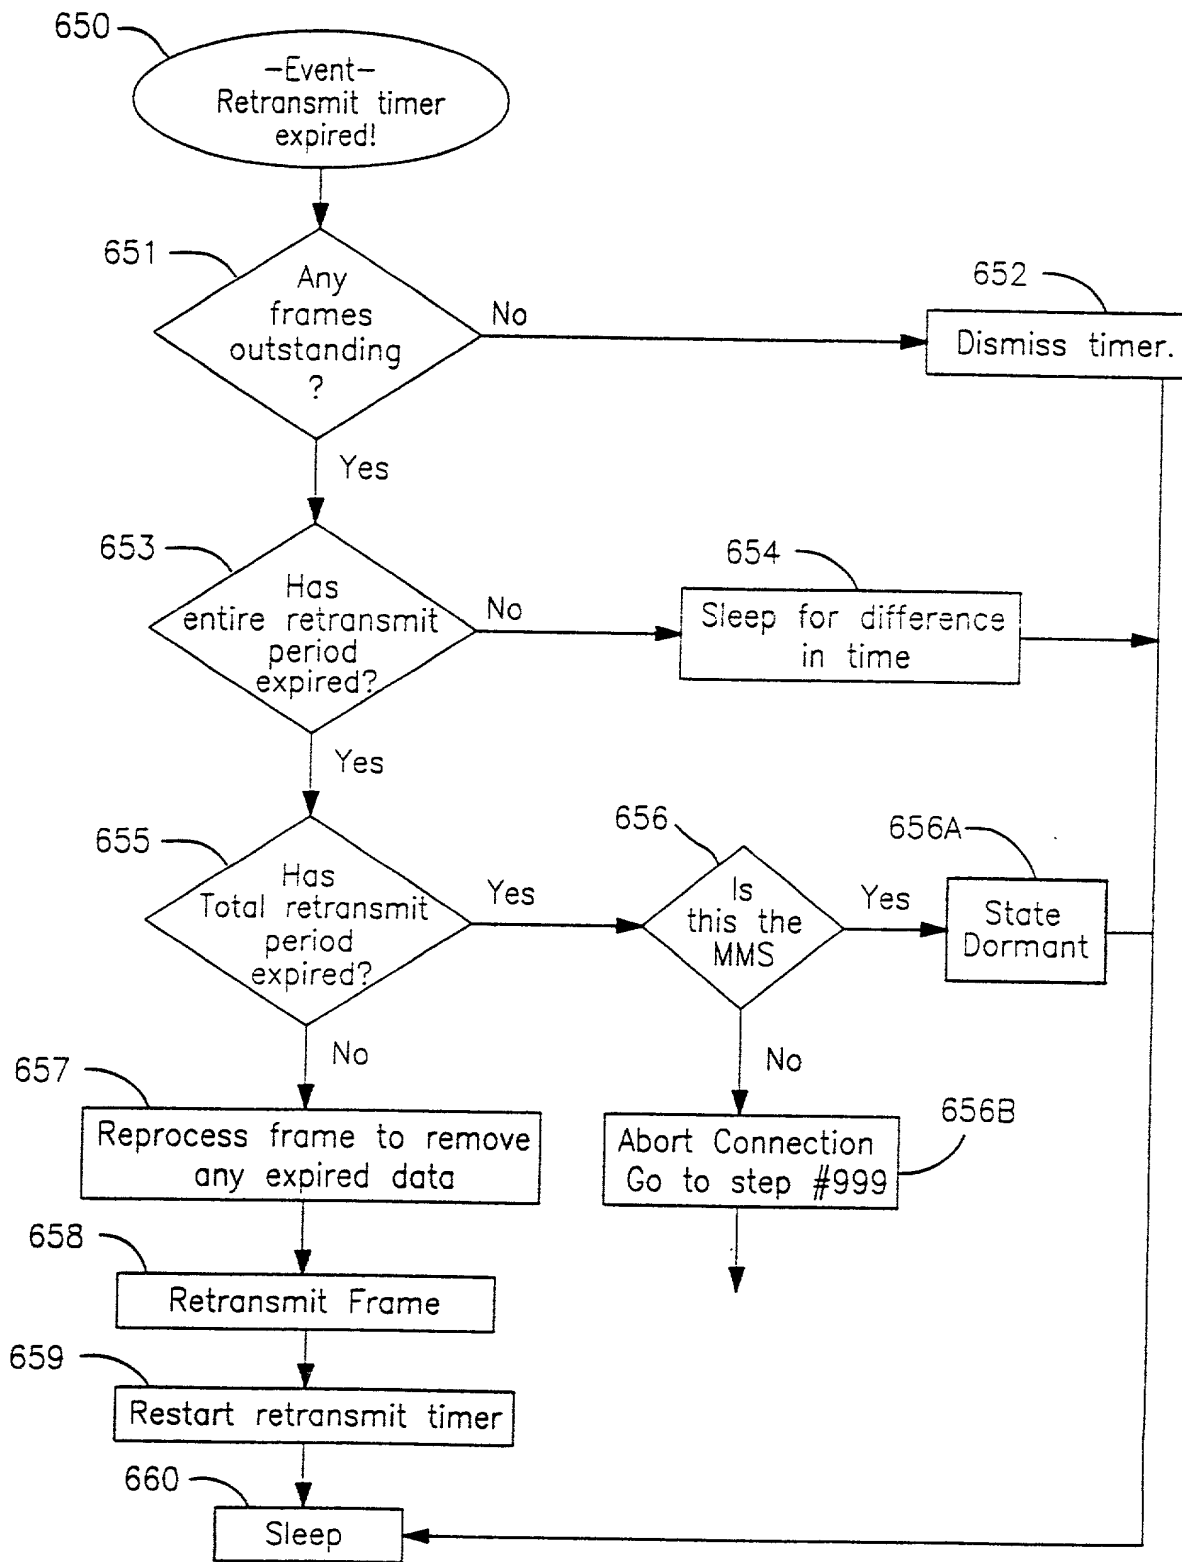 650
-Event-
Retransmit timer
expired!
651
Any
frames
outstanding
?
No
652
Dismiss timer.
Yes
653
Has
entire retransmit
period
expired?
No
654
Sleep for difference
in time
Yes
655
Has
Total retransmit
period
expired?
Yes
656
Is
this the
MMS
Yes
656A
State
Dormant
No
No
657
Reprocess frame to remove
any expired data
656B
Abort Connection
Go to step #999
658
Retransmit Frame
659
Restart retransmit timer
660
Sleep